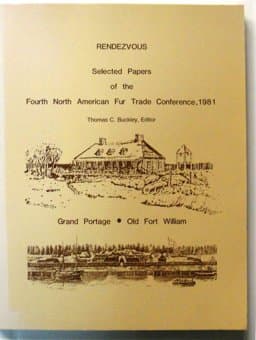 RENDEZVOUS
Selected Papers
of the
Fourth North American Fur Trade Conference,1981
Thomas C. Buckley, Editor
Grand Portage • Old Fort William